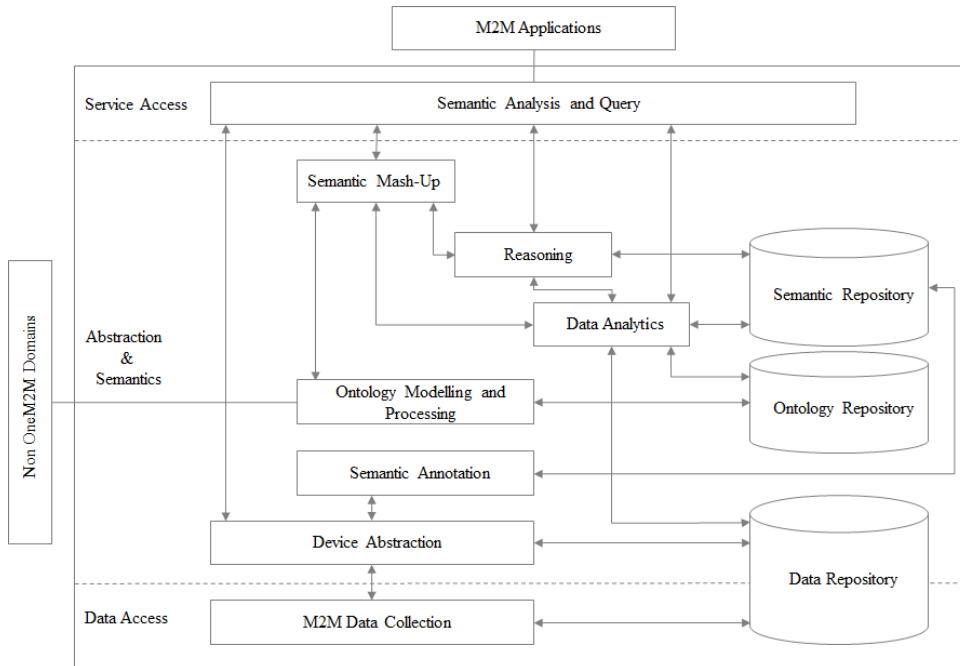 M2M Applications
Service Access
Semantic Analysis and Query
Semantic Mash-Up
Reasoning
Semantic Repository
Data Analytics
Abstraction
&
Semantics
Non OneM2M Domains
Ontology Modelling and
Processing
Ontology Repository
Semantic Annotation
Device Abstraction
Data Repository
Data Access
M2M Data Collection